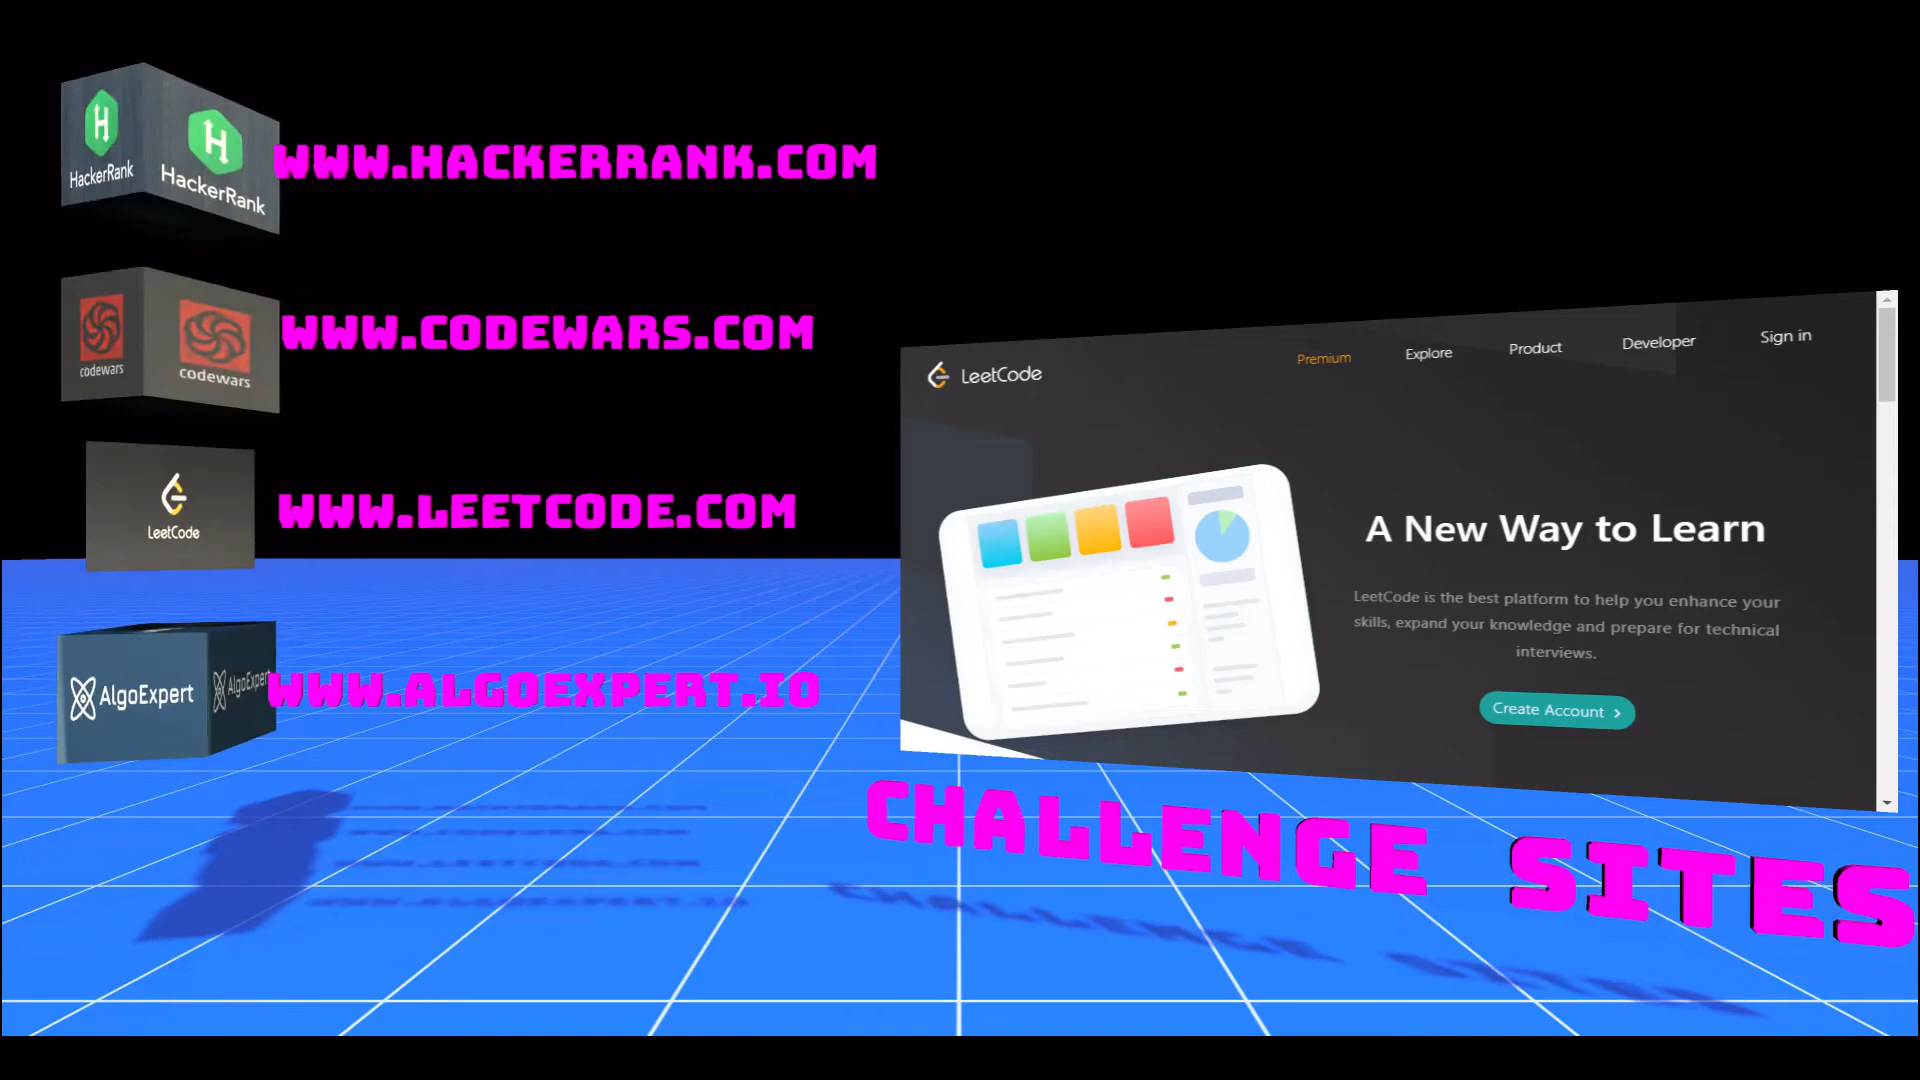 HackerRank
HackerRank
WWW.HACKERRANK.COM
codewars
codewars
WWW.CODEWARS.COM
LeetCode
WWW.LEETCODE.COM
AlgoExpert
AlgoExpert
WWW.ALGOEXPERT.IO
LeetCode
Premium
Explore
Product
Developer
Sign in
A New Way to Learn
LeetCode is the best platform to help you enhance your
skills, expand your knowledge and prepare for technical
interviews.
Create Account >
CHALLENGE SITES